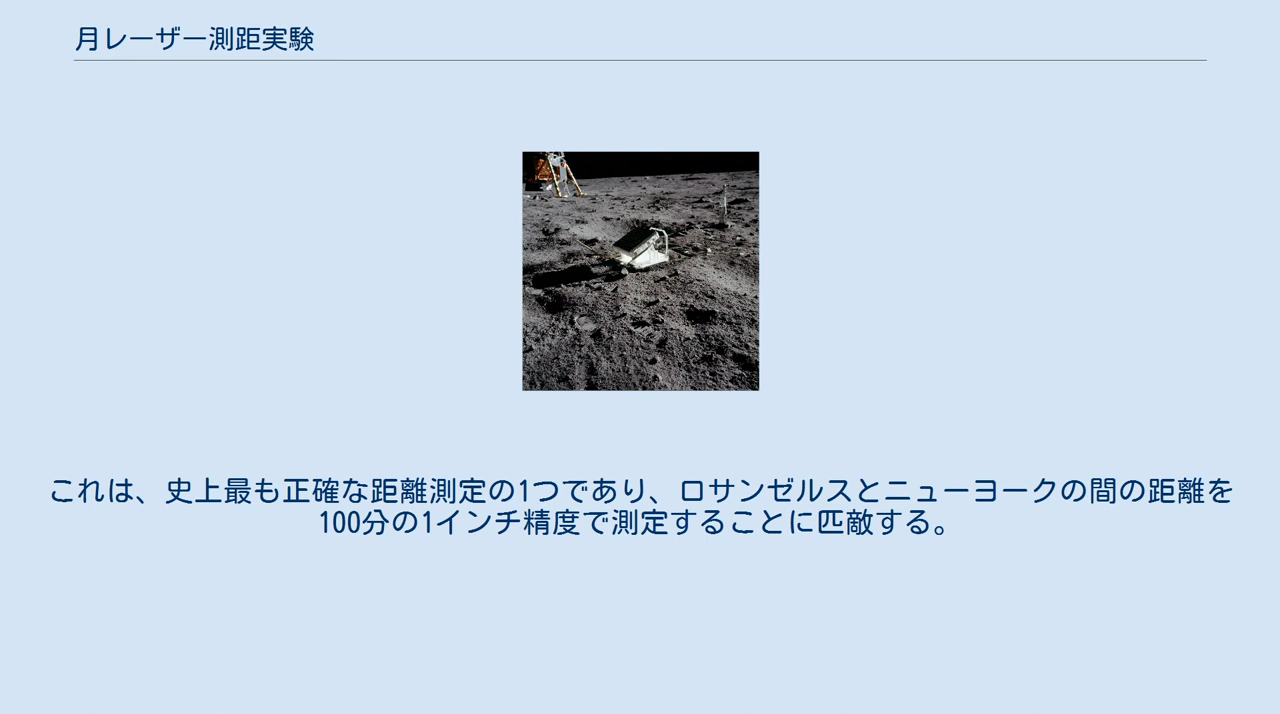 月レーザー測距実験
これは、史上最も正確な距離測定の1つであり、ロサンゼルスとニューヨークの間の距離を
100分の1インチ精度で測定することに匹敵する。